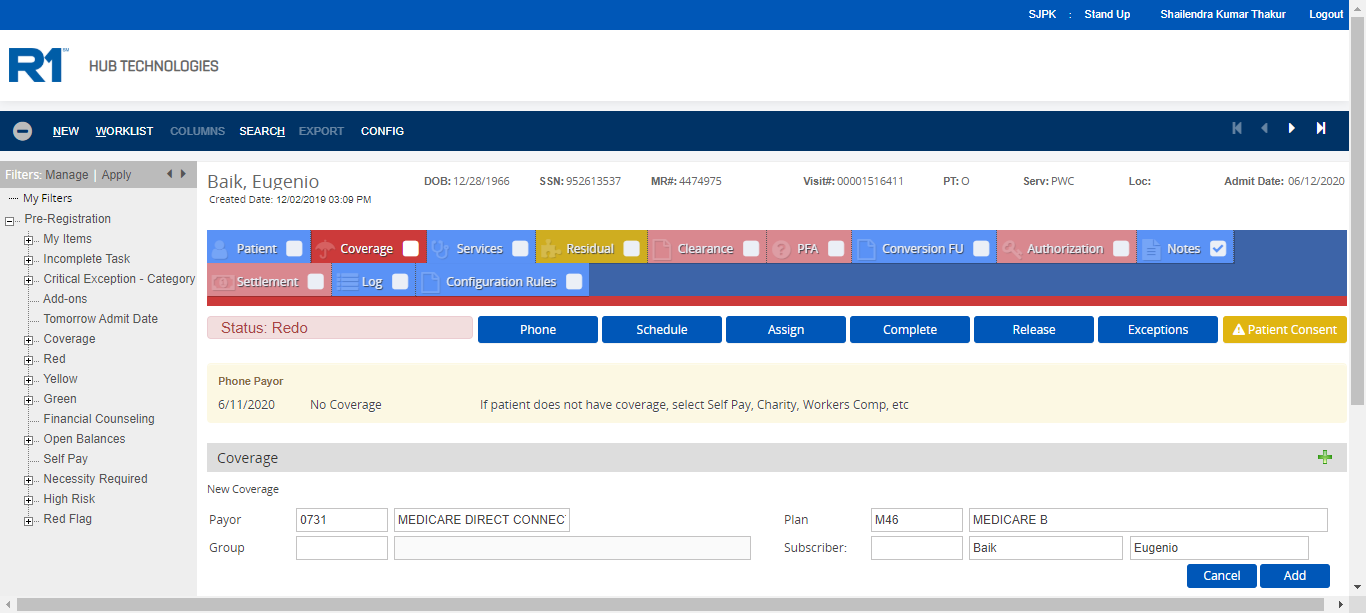 SJPK : Stand Up Shailendra Kumar Thakur Logout
R1 HUB TECHNOLOGIES
NEW WORKLIST COLUMNS SEARCH EXPORT CONFIG
Filters: Manage | Apply
My Filters
Pre-Registration
My Items
Incomplete Task
Critical Exception - Category
Add-ons
Tomorrow Admit Date
Coverage
Red
Yellow
Green
Financial Counseling
Open Balances
Self Pay
Necessity Required
High Risk
Red Flag
Baik, Eugenio DOB: 12/28/1966 SSN: 952613537 MR#: 4474975 Visit#: 00001516411 PT: O Serv: PWC Loc: Admit Date: 06/12/2020
Created Date: 12/02/2019 03:09 PM
Patient Coverage Services Residual Clearance PFA Conversion FU Authorization Notes
Settlement Log Configuration Rules
Status: Redo Phone Schedule Assign Complete Release Exceptions Patient Consent
Phone Payor
6/11/2020 No Coverage If patient does not have coverage, select Self Pay, Charity, Workers Comp, etc
Coverage
New Coverage
Payor 0731 MEDICARE DIRECT CONNECT Plan M46 MEDICARE B
Group Subscriber: Baik Eugenio
Cancel Add